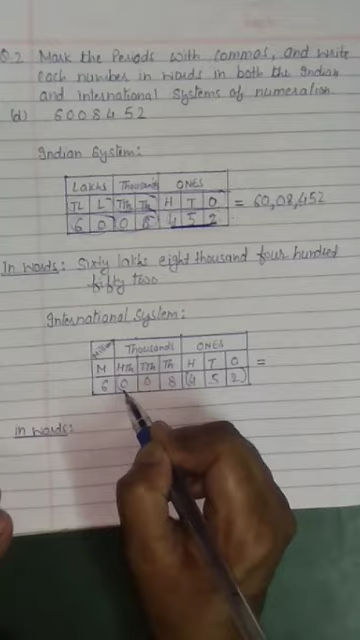 Q.2 Mark the Periods with commas, and write
each number in words in both the Indian
and international Systems of numeration
(d) 6008452
Indian System:
Lakhs Thousands ONES
TL L TTh Th H T O = 60,08,452
6 0 0 8 4 5 2
In words: Sixty lakhs eight thousand four hundred
fifty two
International System:
Thousands ONES
M HTh TTh Th H T O =
6 0 0 8 4 5 2
In words: